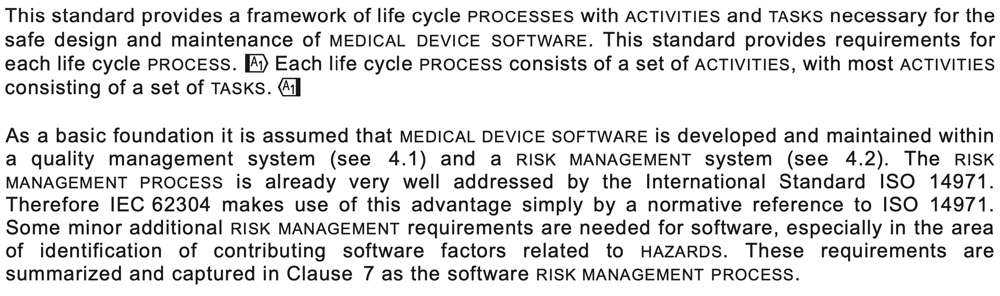 This standard provides a framework of life cycle PROCESSES with ACTIVITIES and TASKS necessary for the
safe design and maintenance of MEDICAL DEVICE SOFTWARE. This standard provides requirements for
each life cycle PROCESS. A1 Each life cycle PROCESS consists of a set of ACTIVITIES, with most ACTIVITIES
consisting of a set of TASKS. A1
As a basic foundation it is assumed that MEDICAL DEVICE SOFTWARE is developed and maintained within
a quality management system (see 4.1) and a RISK MANAGEMENT system (see 4.2). The RISK
MANAGEMENT PROCESS is already very well addressed by the International Standard ISO 14971.
Therefore IEC 62304 makes use of this advantage simply by a normative reference to ISO 14971.
Some minor additional RISK MANAGEMENT requirements are needed for software, especially in the area
of identification of contributing software factors related to HAZARDS. These requirements are
summarized and captured in Clause 7 as the software RISK MANAGEMENT PROCESS.